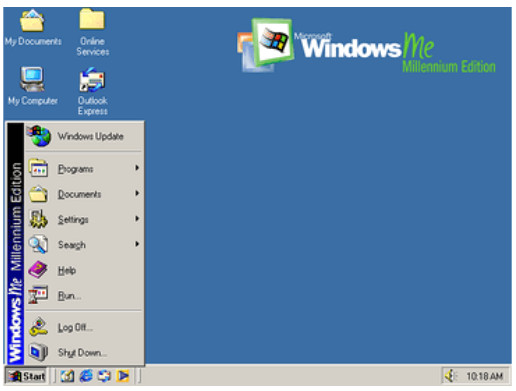 My Documents
Online
Services
Microsoft
Windows Me
Millennium Edition
My Computer
Outlook
Express
Windows Update
Programs
Documents
Settings
Search
Help
Run...
Log Off...
Shut Down...
Windows Me Millennium Edition
Start
10:18 AM